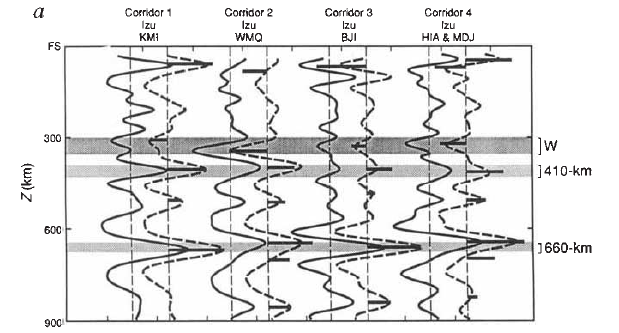 a
Corridor 1
Izu
KMI
Corridor 2
Izu
WMQ
Corridor 3
Izu
BJI
Corridor 4
Izu
HIA & MDJ
FS
300
600
900
Z (km)
W
410-km
660-km